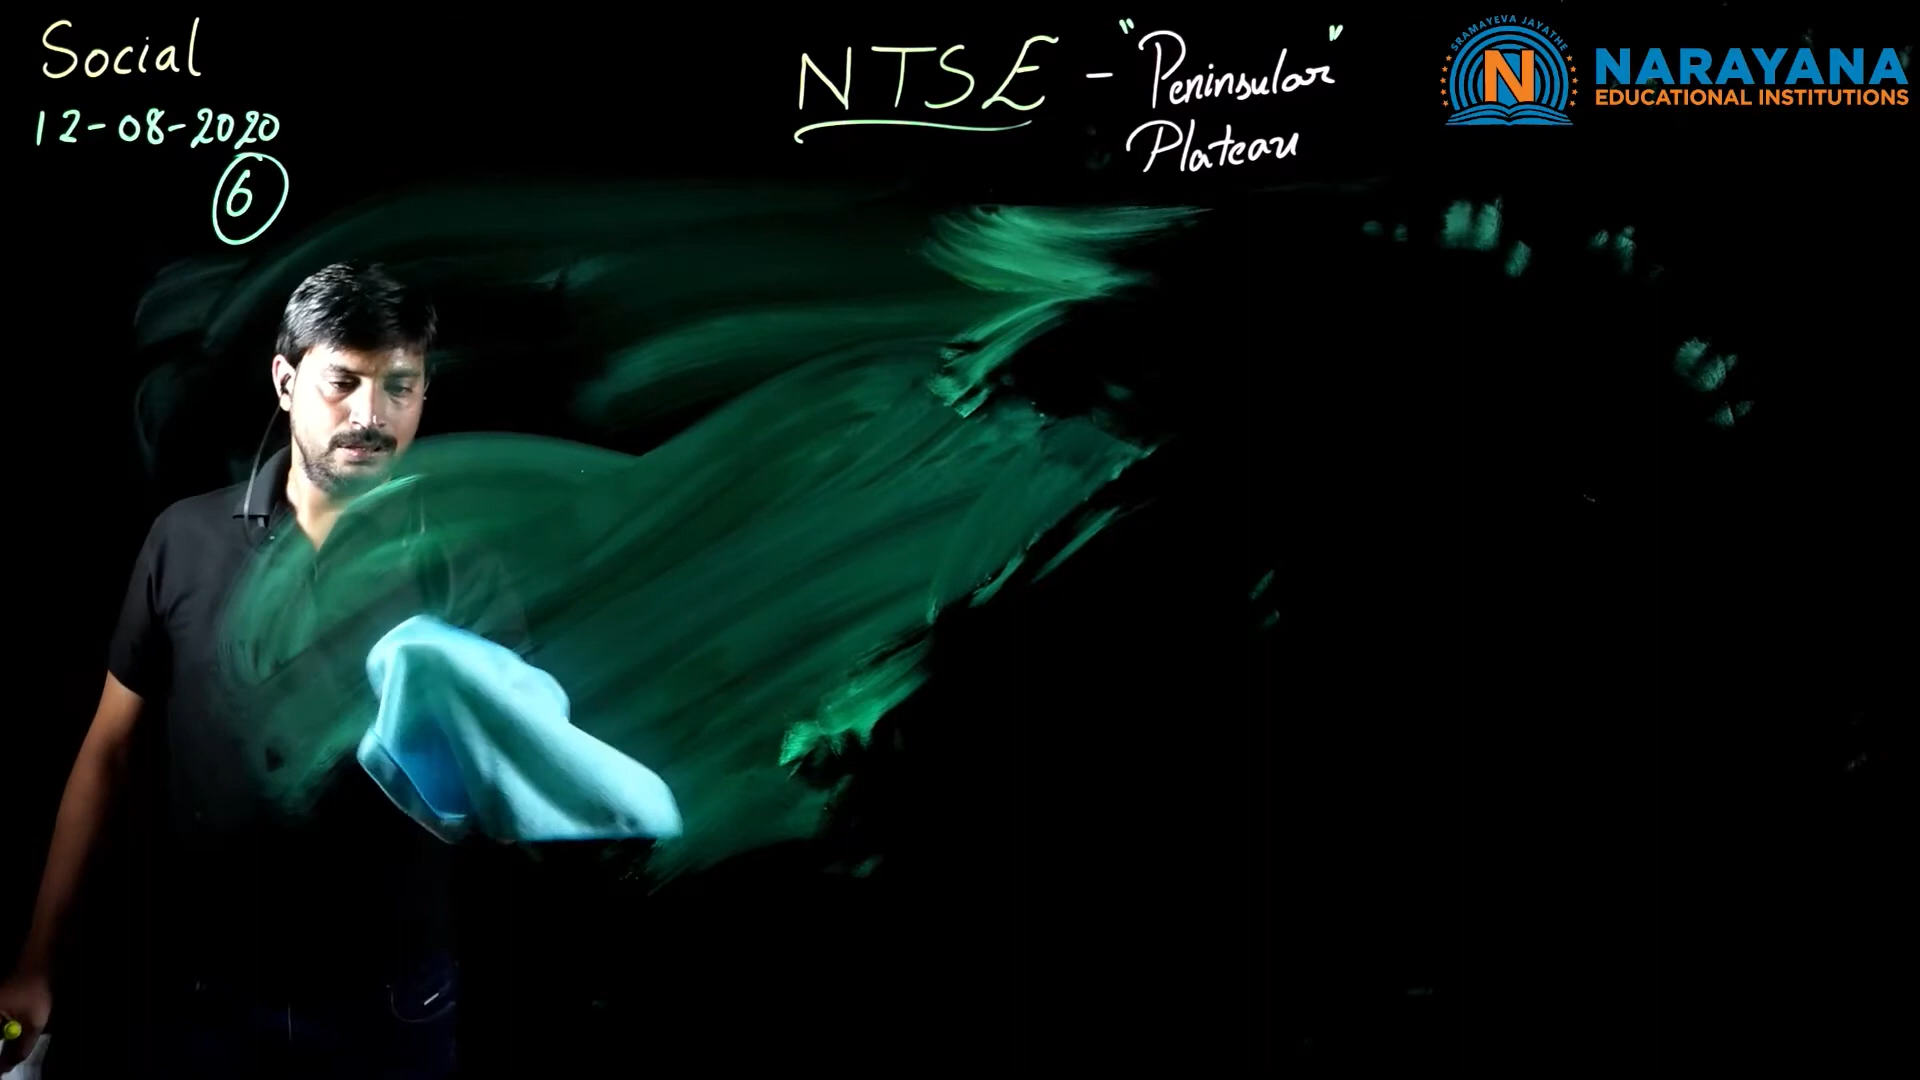 Social
12-08-2020
6
NTSE - "Peninsular"
Plateau
SRAMAYEVA JAYATHE
N
NARAYANA
EDUCATIONAL INSTITUTIONS